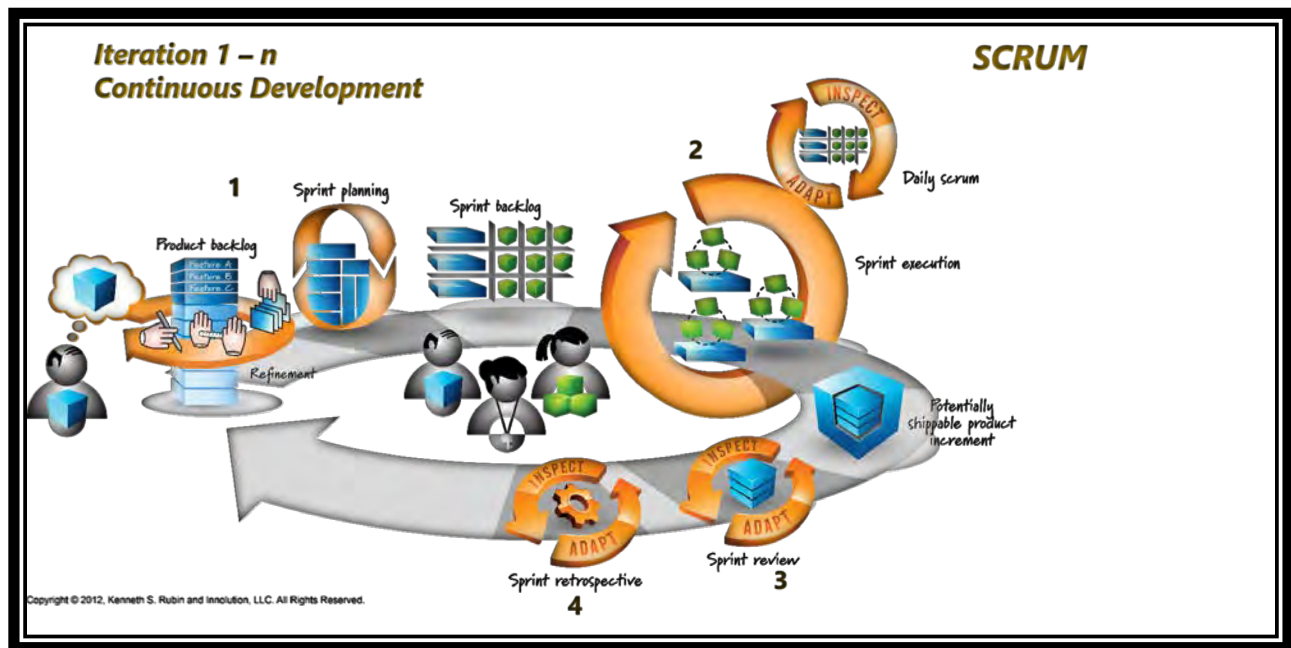 Iteration 1 – n
Continuous Development
SCRUM
1
Sprint planning
Sprint backlog
2
INSPECT
ADAPT
Daily scrum
Product backlog
Feature A
Feature B
Feature C
Refinement
Sprint execution
Potentially
shippable product
increment
INSPECT
ADAPT
Sprint review
3
INSPECT
ADAPT
Sprint retrospective
4
Copyright © 2012, Kenneth S. Rubin and Innolution, LLC. All Rights Reserved.